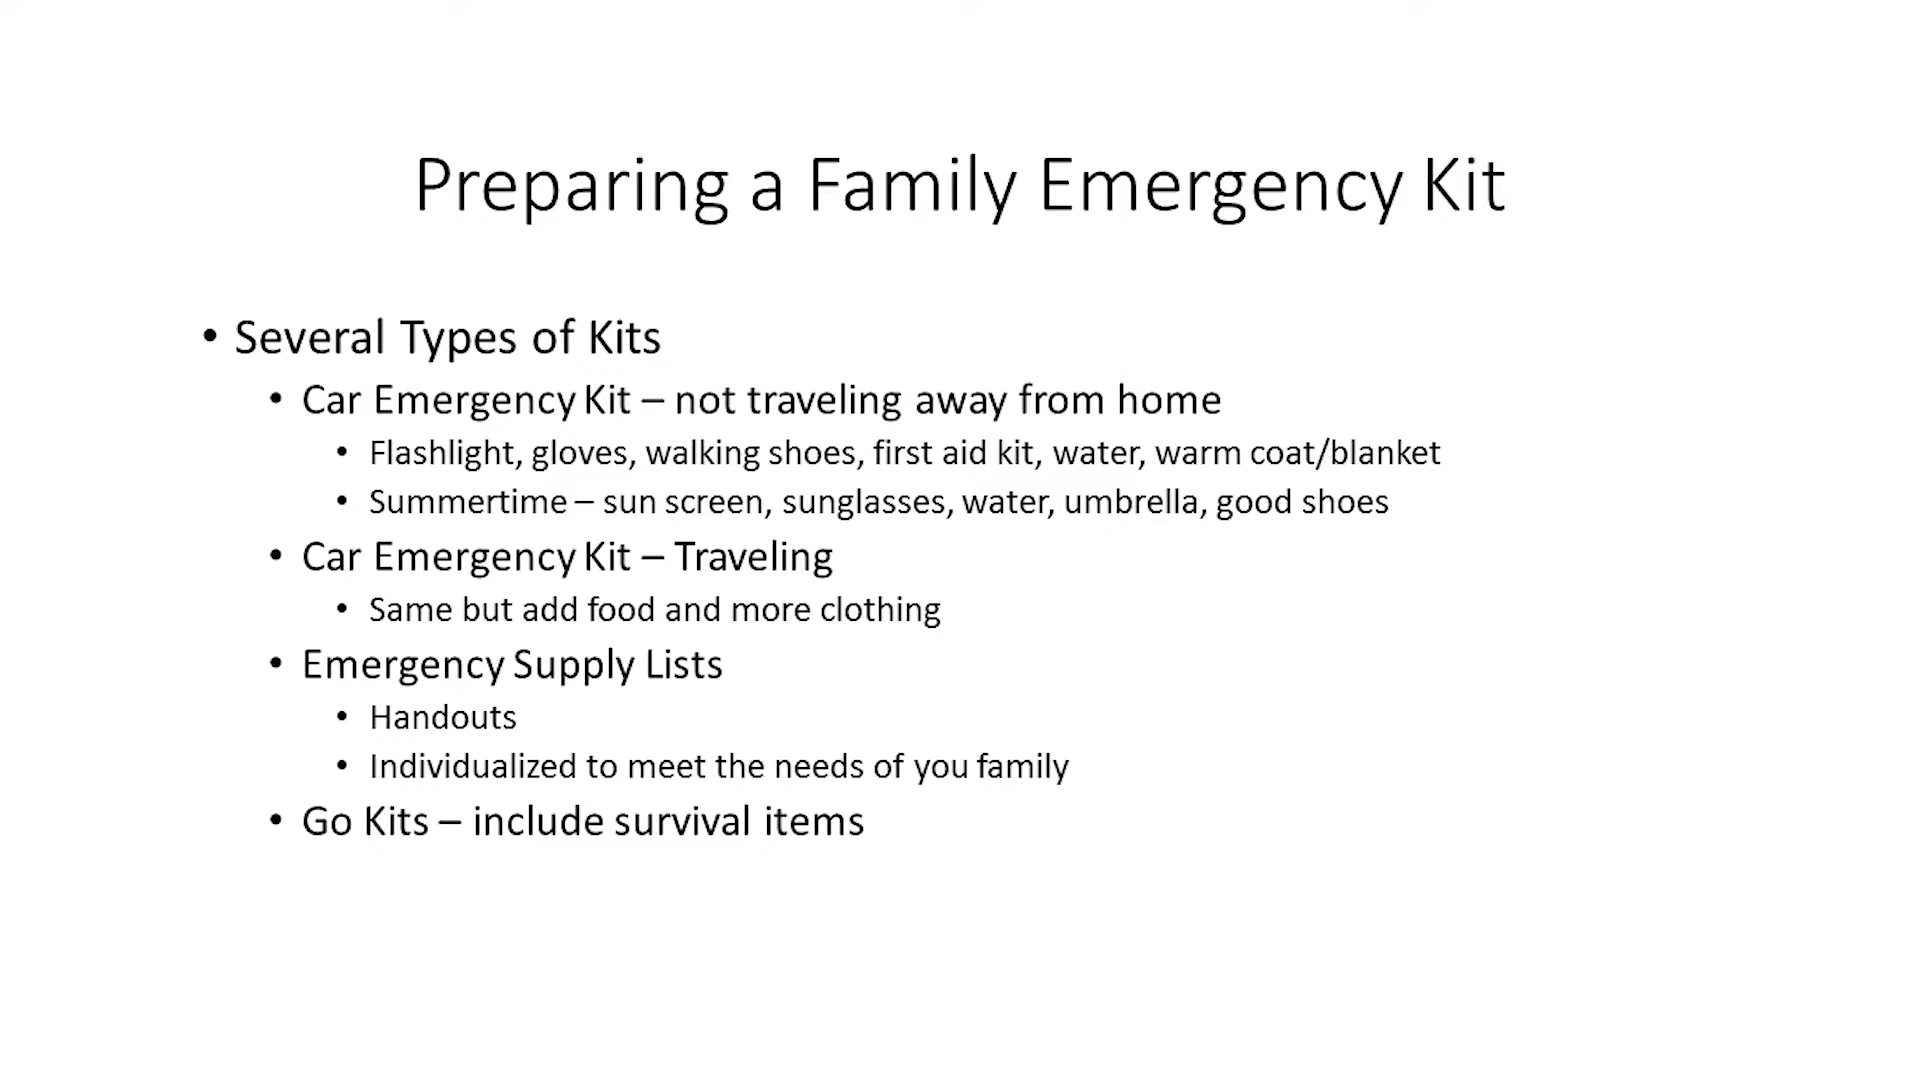 Preparing a Family Emergency Kit
• Several Types of Kits
• Car Emergency Kit – not traveling away from home
• Flashlight, gloves, walking shoes, first aid kit, water, warm coat/blanket
• Summertime – sun screen, sunglasses, water, umbrella, good shoes
• Car Emergency Kit – Traveling
• Same but add food and more clothing
• Emergency Supply Lists
• Handouts
• Individualized to meet the needs of you family
• Go Kits – include survival items